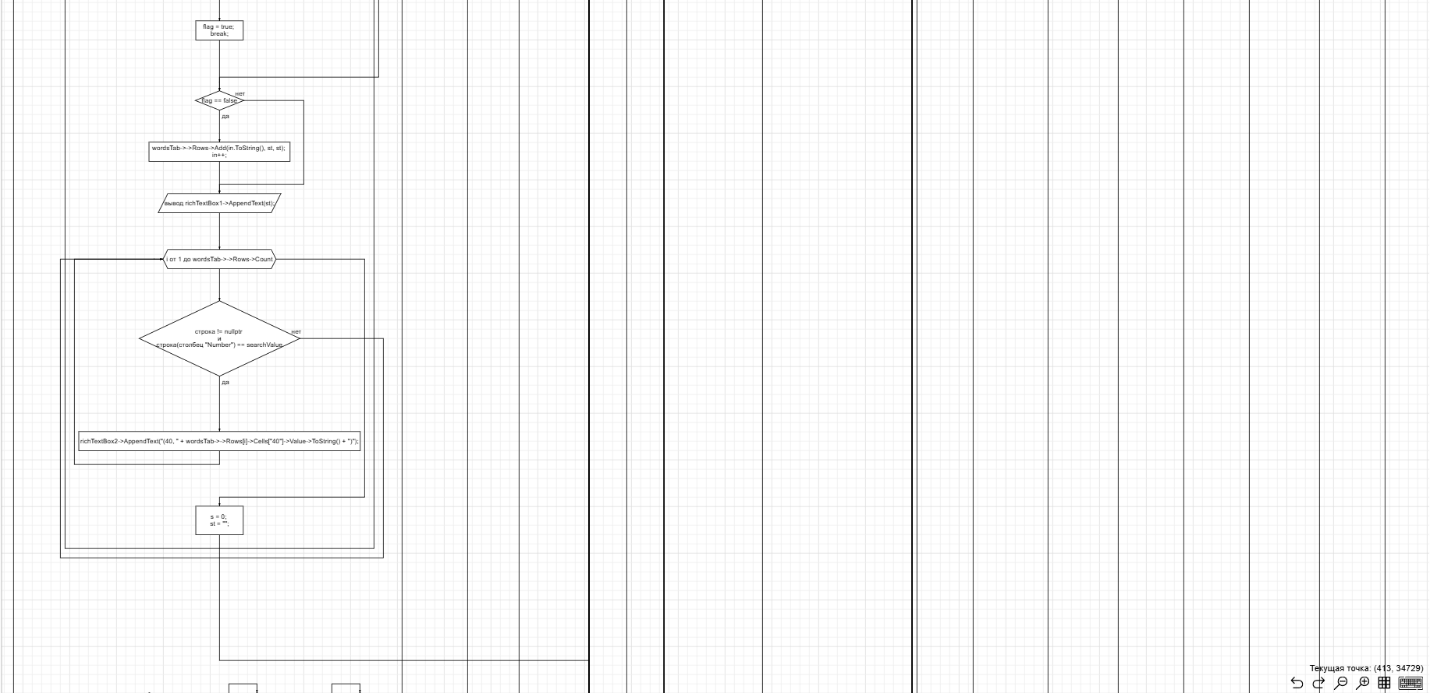 flag = true;
break;
нет
flag == false
да
wordsTab->->Rows->Add(in.ToString(), st, st);
in++;
вывод richTextBox1->AppendText(st);
i от 1 до wordsTab->->Rows->Count
нет
строка != nullptr
и
строка(столбец "Number") == searchValue
да
richTextBox2->AppendText("(40, " + wordsTab->->Rows[i]->Cells["40"]->Value->ToString() + ")");
s = 0;
st = "";
Текущая точка: (413, 34729)